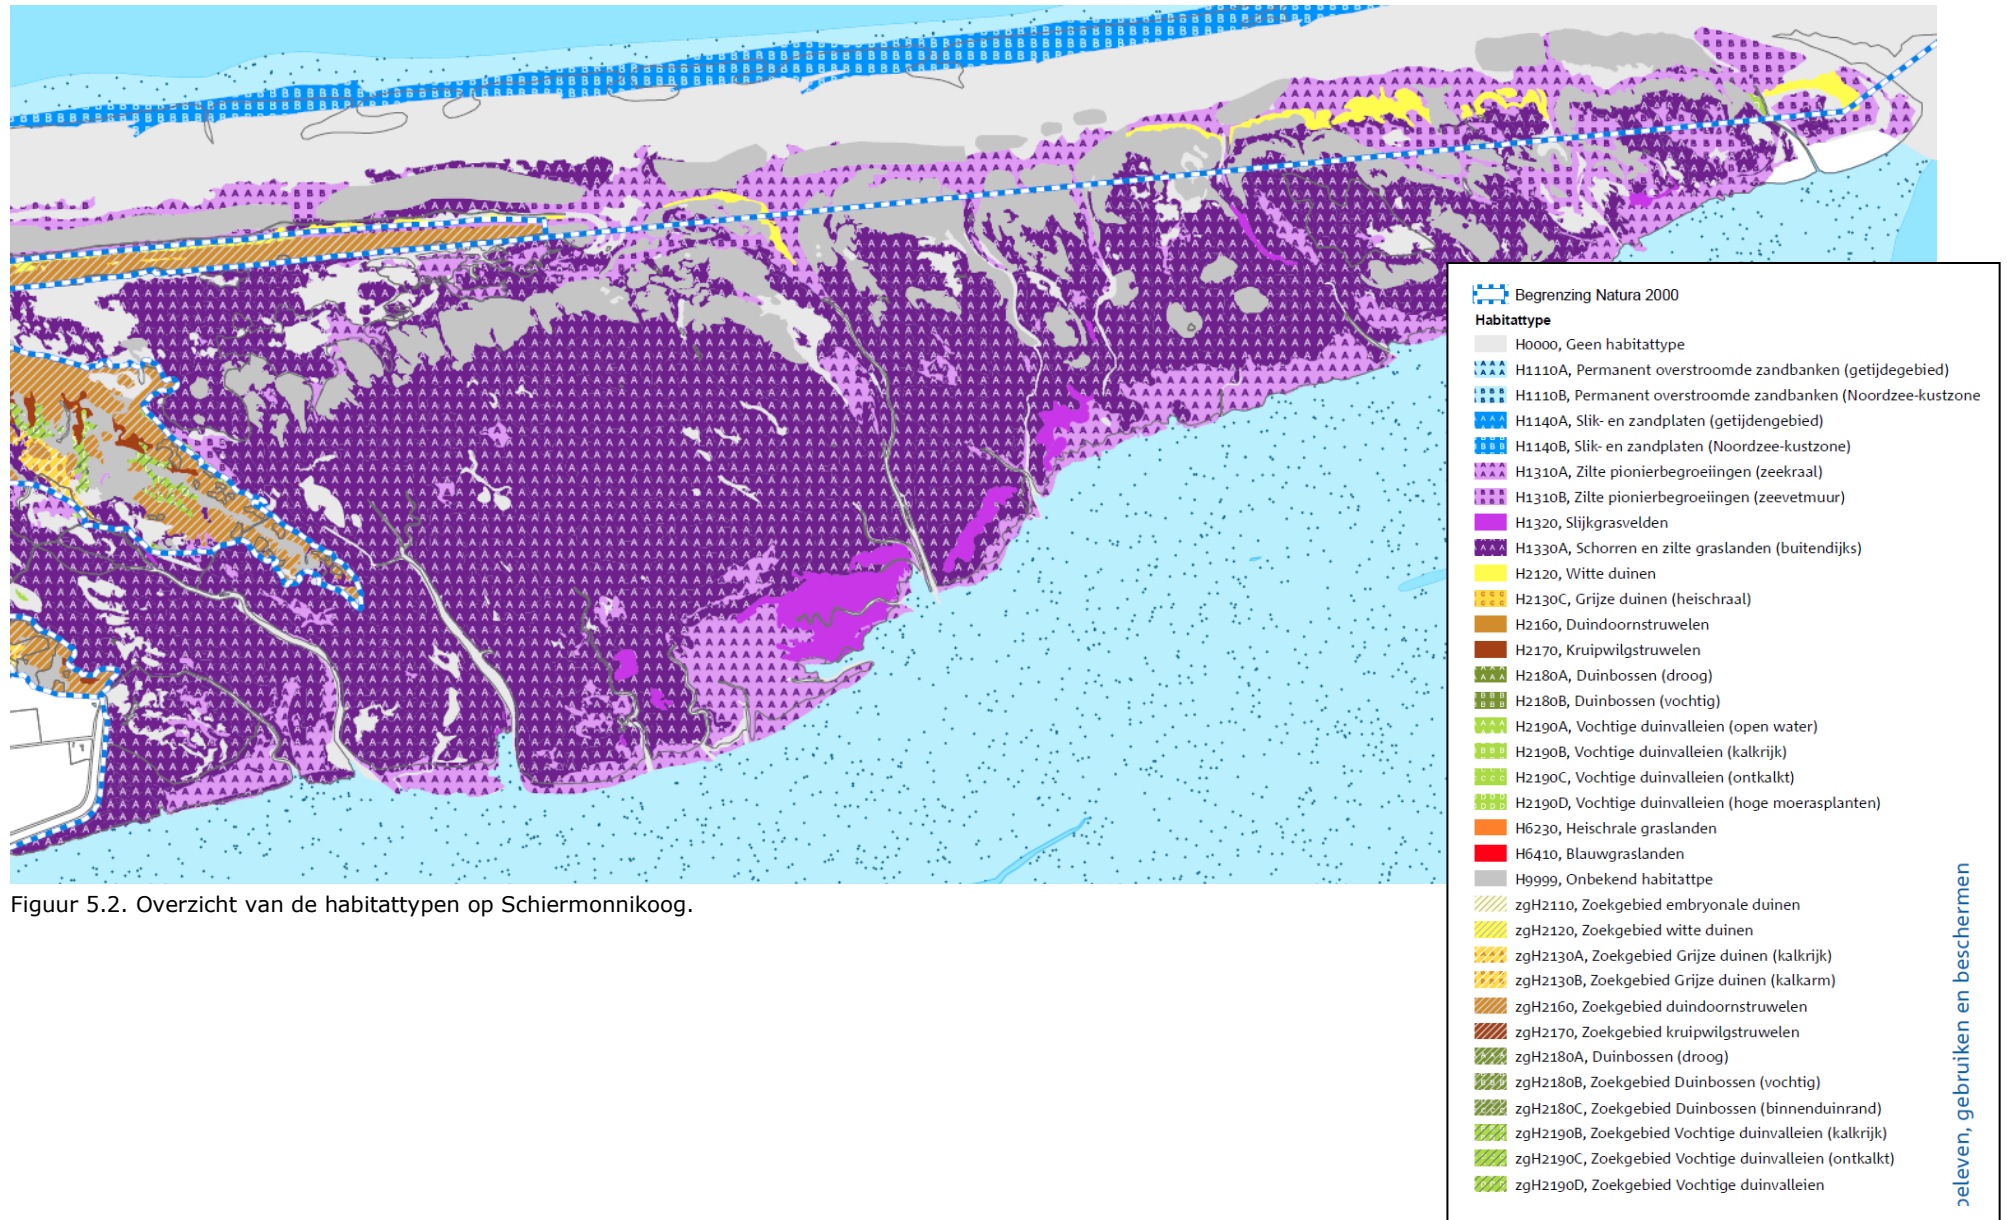 Begrenzing Natura 2000
Habitattype
H0000, Geen habitattype
H1110A, Permanent overstroomde zandbanken (getijdegebied)
H1110B, Permanent overstroomde zandbanken (Noordzee-kustzone
H1140A, Slik- en zandplaten (getijdengebied)
H1140B, Slik- en zandplaten (Noordzee-kustzone)
H1310A, Zilte pionierbegroeiingen (zeekraal)
H1310B, Zilte pionierbegroeiingen (zeevetmuur)
H1320, Slijkgrasvelden
H1330A, Schorren en zilte graslanden (buitendijks)
H2120, Witte duinen
H2130C, Grijze duinen (heischraal)
H2160, Duindoornstruwelen
H2170, Kruipwilgstruwelen
H2180A, Duinbossen (droog)
H2180B, Duinbossen (vochtig)
H2190A, Vochtige duinvalleien (open water)
H2190B, Vochtige duinvalleien (kalkrijk)
H2190C, Vochtige duinvalleien (ontkalkt)
H2190D, Vochtige duinvalleien (hoge moerasplanten)
H6230, Heischrale graslanden
H6410, Blauwgraslanden
H9999, Onbekend habitattpe
zgH2110, Zoekgebied embryonale duinen
zgH2120, Zoekgebied witte duinen
zgH2130A, Zoekgebied Grijze duinen (kalkrijk)
zgH2130B, Zoekgebied Grijze duinen (kalkarm)
zgH2160, Zoekgebied duindoornstruwelen
zgH2170, Zoekgebied kruipwilgstruwelen
zgH2180A, Duinbossen (droog)
zgH2180B, Zoekgebied Duinbossen (vochtig)
zgH2180C, Zoekgebied Duinbossen (binnenduinrand)
zgH2190B, Zoekgebied Vochtige duinvalleien (kalkrijk)
zgH2190C, Zoekgebied Vochtige duinvalleien (ontkalkt)
zgH2190D, Zoekgebied Vochtige duinvalleien
beleven, gebruiken en beschermen
Figuur 5.2. Overzicht van de habitattypen op Schiermonnikoog.